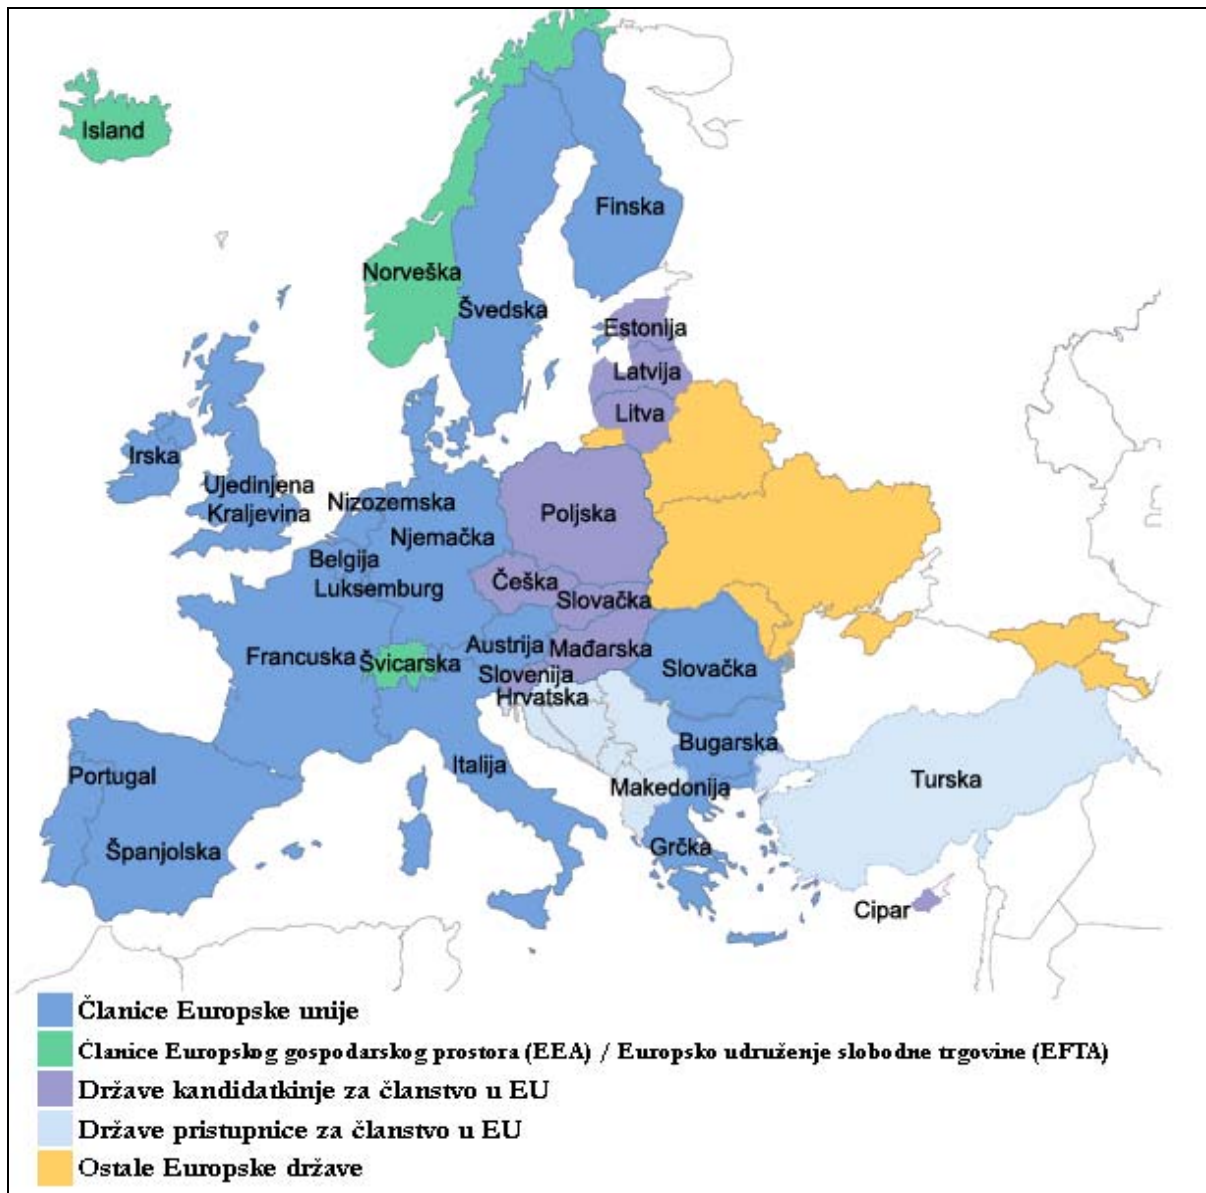 Island
Finska
Norveška
Švedska
Estonija
Latvija
Litva
Irska
Ujedinjena
Kraljevina
Nizozemska
Poljska
Njemačka
Belgija
Luksemburg
Češka
Slovačka
Austrija
Mađarska
Francuska
Švicarska
Slovačka
Slovenija
Hrvatska
Bugarska
Portugal
Italija
Makedonija
Turska
Španjolska
Grčka
Cipar
Članice Europske unije
Članice Europskog gospodarskog prostora (EEA) / Europsko udruženje slobodne trgovine (EFTA)
Države kandidatkinje za članstvo u EU
Države pristupnice za članstvo u EU
Ostale Europske države